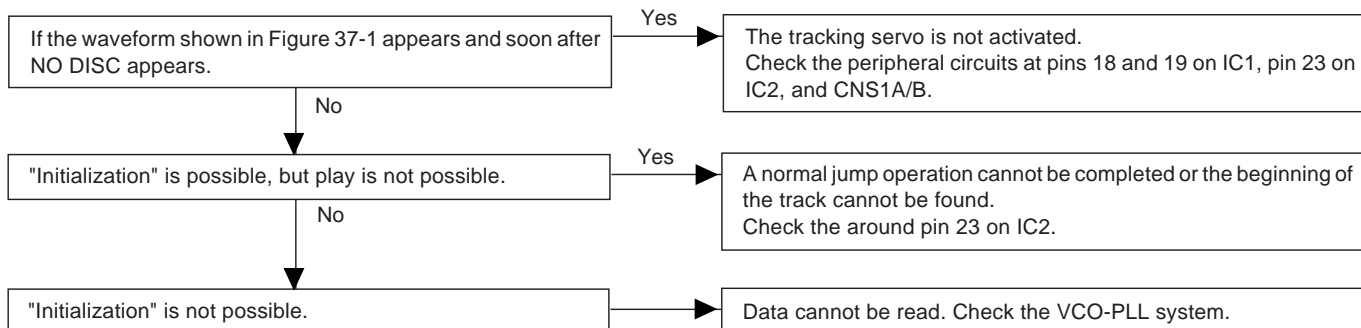 If the waveform shown in Figure 37-1 appears and soon after
NO DISC appears.
Yes
The tracking servo is not activated.
Check the peripheral circuits at pins 18 and 19 on IC1, pin 23 on
IC2, and CNS1A/B.
No
"Initialization" is possible, but play is not possible.
Yes
A normal jump operation cannot be completed or the beginning of
the track cannot be found.
Check the around pin 23 on IC2.
No
"Initialization" is not possible.
Data cannot be read. Check the VCO-PLL system.